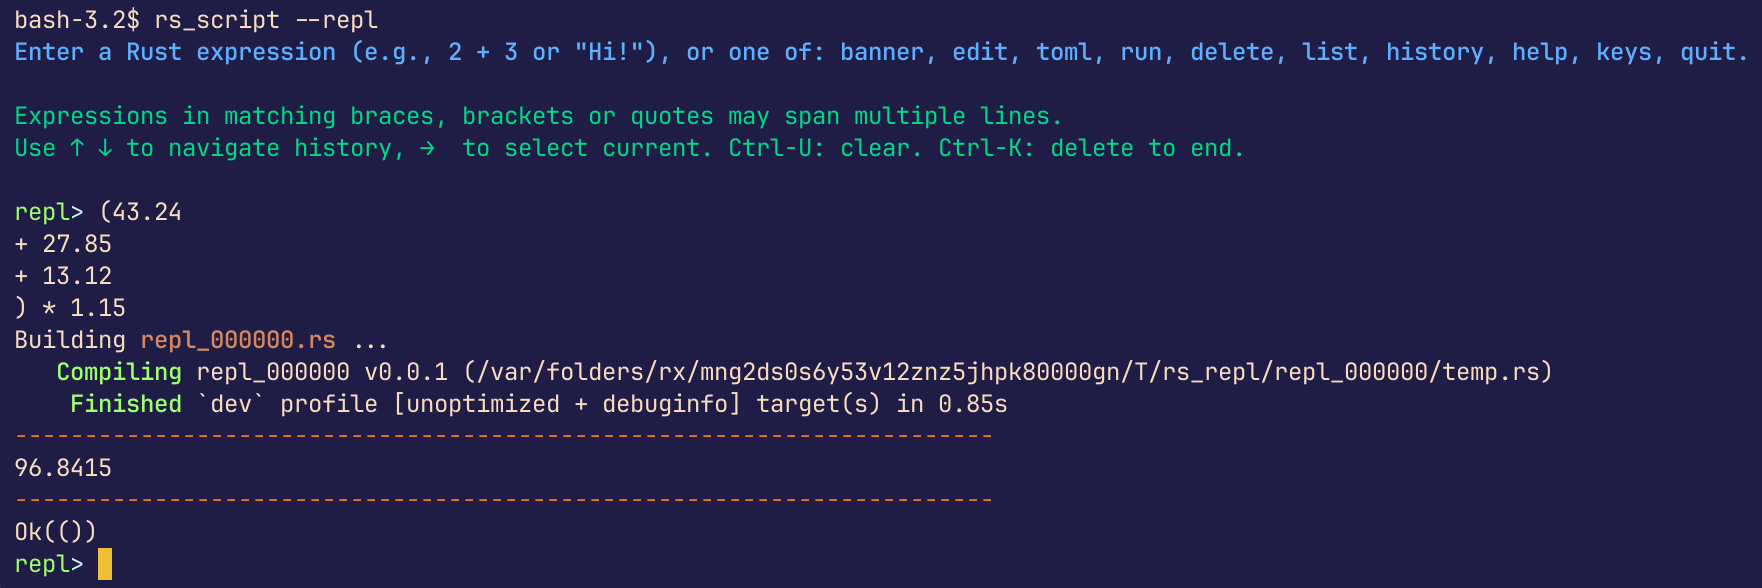 bash-3.2$ rs_script --repl
Enter a Rust expression (e.g., 2 + 3 or "Hi!"), or one of: banner, edit, toml, run, delete, list, history, help, keys, quit.
Expressions in matching braces, brackets or quotes may span multiple lines.
Use ↑ ↓ to navigate history, →  to select current. Ctrl-U: clear. Ctrl-K: delete to end.
repl> (43.24
+ 27.85
+ 13.12
) * 1.15
Building repl_000000.rs ...
   Compiling repl_000000 v0.0.1 (/var/folders/rx/mng2ds0s6y53v12znz5jhpk80000gn/T/rs_repl/repl_000000/temp.rs)
    Finished `dev` profile [unoptimized + debuginfo] target(s) in 0.85s
----------------------------------------------------------------------
96.8415
----------------------------------------------------------------------
Ok(())
repl>